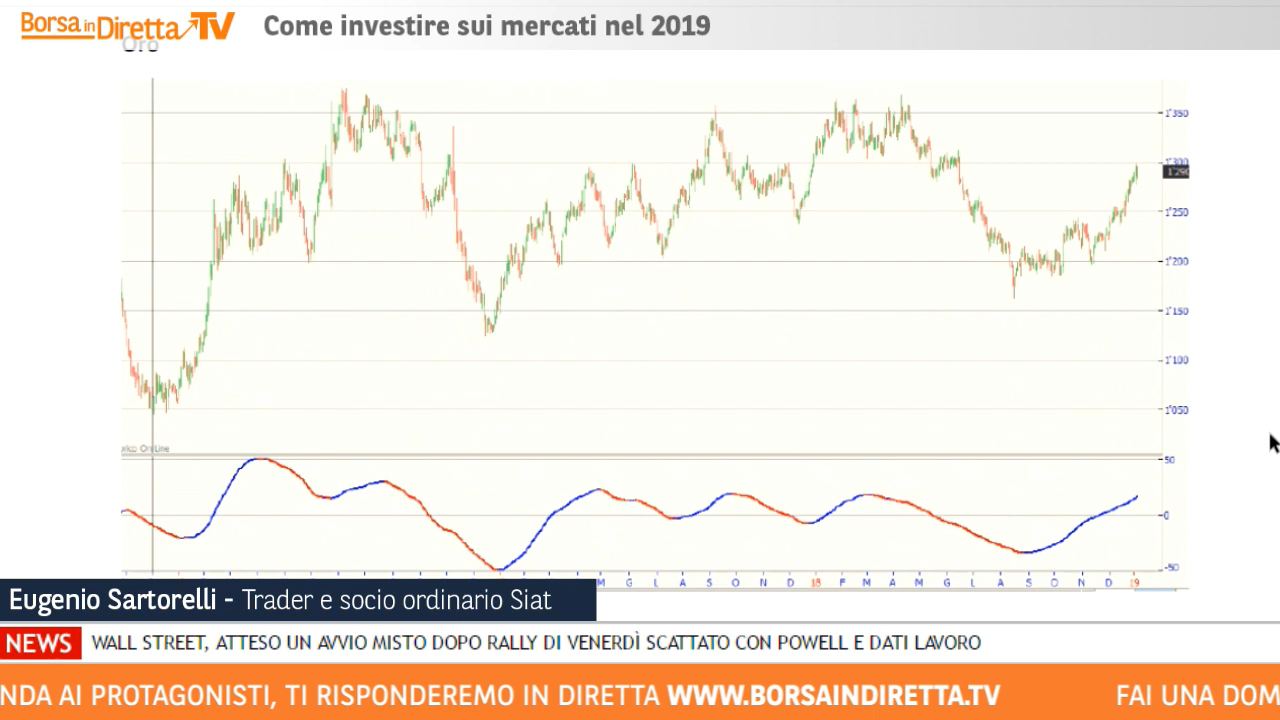 Borsa in Diretta TV
Come investire sui mercati nel 2019
Oro
1'350
1'300
1'290
1'250
1'200
1'150
1'100
1'050
On Line
50
0
-50
M G L A S O N D 18 F M A M G L A S O N D 19
Eugenio Sartorelli - Trader e socio ordinario Siat
NEWS WALL STREET, ATTESO UN AVVIO MISTO DOPO RALLY DI VENERDÌ SCATTATO CON POWELL E DATI LAVORO
NDA AI PROTAGONISTI, TI RISPONDEREMO IN DIRETTA WWW.BORSAINDIRETTA.TV FAI UNA DOM